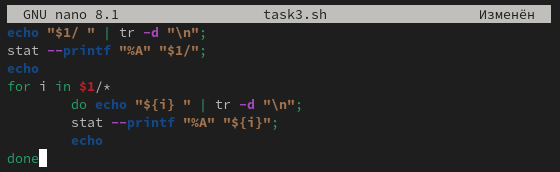 GNU nano 8.1 task3.sh Изменён
echo "$1/ " | tr -d "\n";
stat --printf "%A" "$1/";
echo
for i in $1/*
do echo "${i} " | tr -d "\n";
stat --printf "%A" "${i}";
echo
done